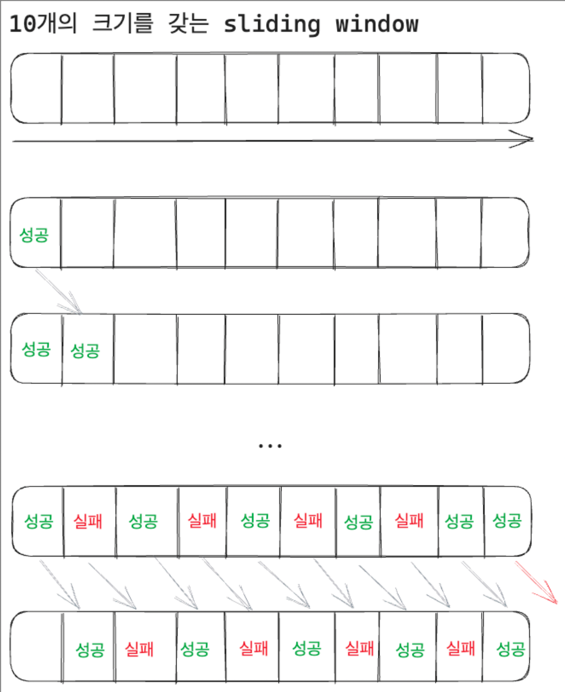 10개의 크기를 갖는 sliding window
성공
성공 성공
...
성공 실패 성공 실패 성공 실패 성공 실패 성공 성공
성공 실패 성공 실패 성공 실패 성공 실패 성공